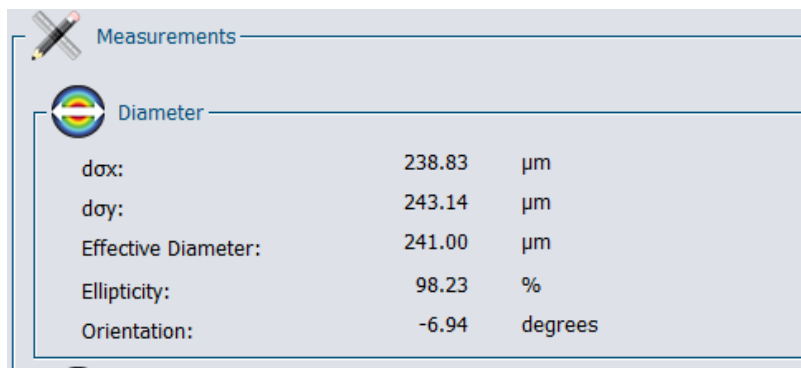 Measurements
Diameter
dσx: 238.83 μm
dσy: 243.14 μm
Effective Diameter: 241.00 μm
Ellipticity: 98.23 %
Orientation: -6.94 degrees